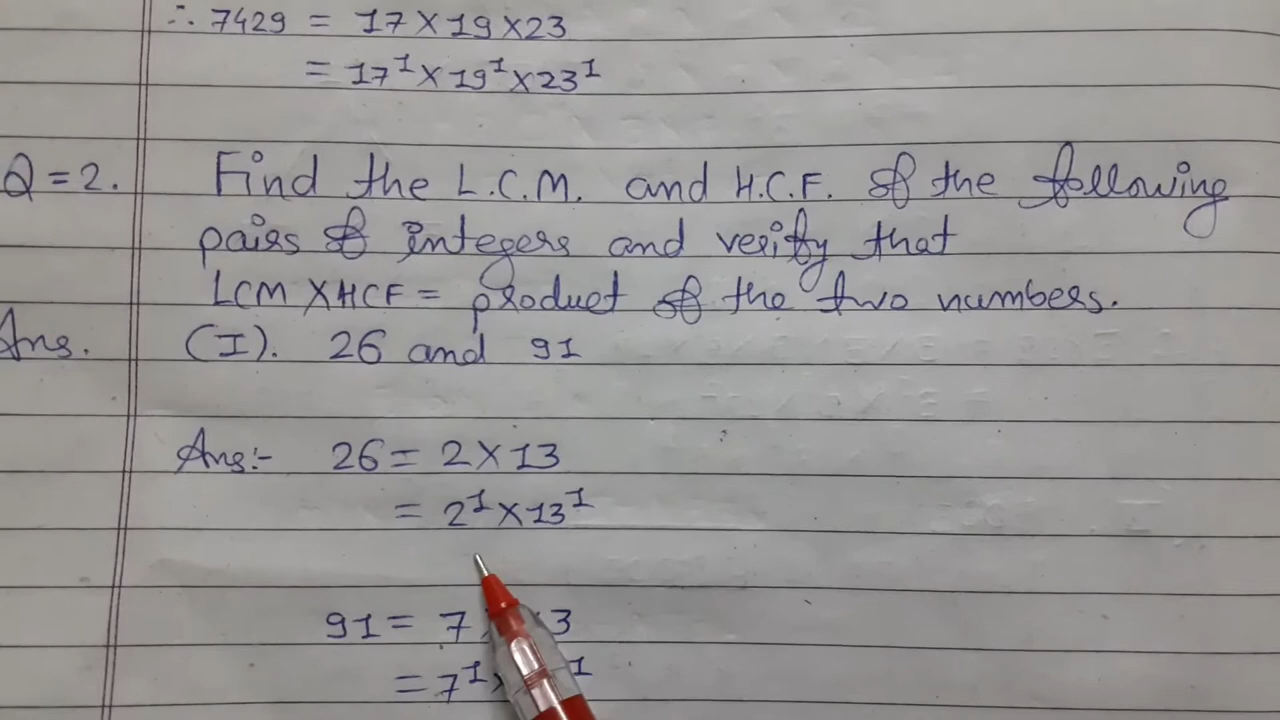 ∴ 7429 = 17 × 19 × 23
= 17¹ × 19¹ × 23¹
Q = 2. Find the L.C.M. and H.C.F. of the following
pairs of integers and verify that
LCM × HCF = product of the two numbers.
Ans. (I). 26 and 91
Ans:- 26 = 2 × 13
= 2¹ × 13¹
91 = 7 × 3
= 7¹ × ¹